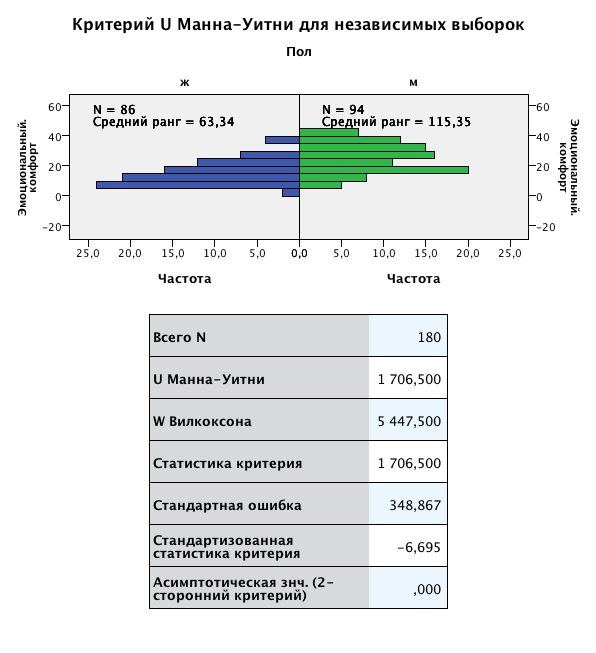 Критерий U Манна-Уитни для независимых выборок
Пол
ж
м
N = 86
Средний ранг = 63,34
N = 94
Средний ранг = 115,35
60
40
20
0
-20
60
40
20
0
-20
Эмоциональный.
комфорт
Эмоциональный.
комфорт
25,0 20,0 15,0 10,0 5,0 0,0 5,0 10,0 15,0 20,0 25,0
Частота
Частота
Всего N 180
U Манна-Уитни 1 706,500
W Вилкоксона 5 447,500
Статистика критерия 1 706,500
Стандартная ошибка 348,867
Стандартизованная
статистика критерия -6,695
Асимптотическая знч. (2-
сторонний критерий) ,000